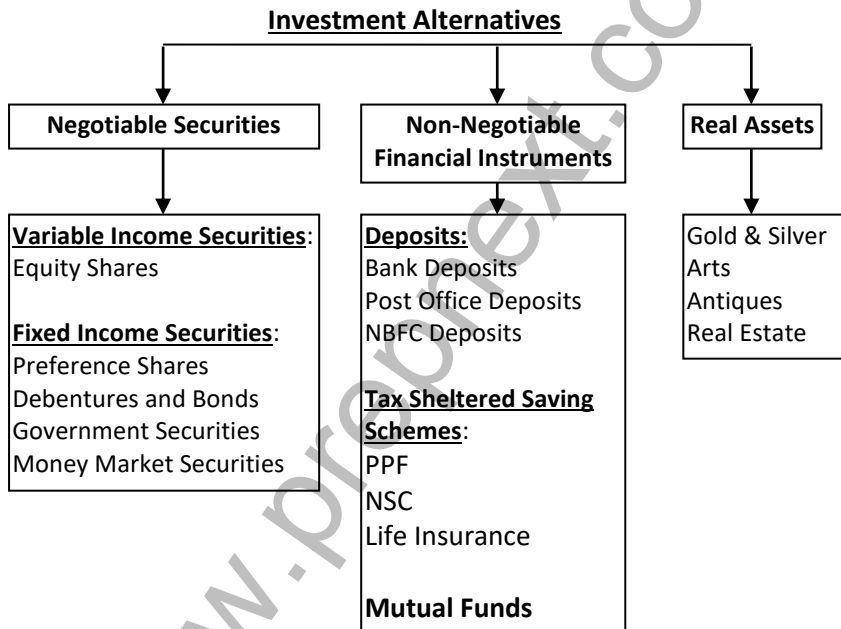 Investment Alternatives
Negotiable Securities
Non-Negotiable
Financial Instruments
Real Assets
Variable Income Securities:
Equity Shares
Fixed Income Securities:
Preference Shares
Debentures and Bonds
Government Securities
Money Market Securities
Deposits:
Bank Deposits
Post Office Deposits
NBFC Deposits
Tax Sheltered Saving
Schemes:
PPF
NSC
Life Insurance
Mutual Funds
Gold & Silver
Arts
Antiques
Real Estate
w.prepnext.co